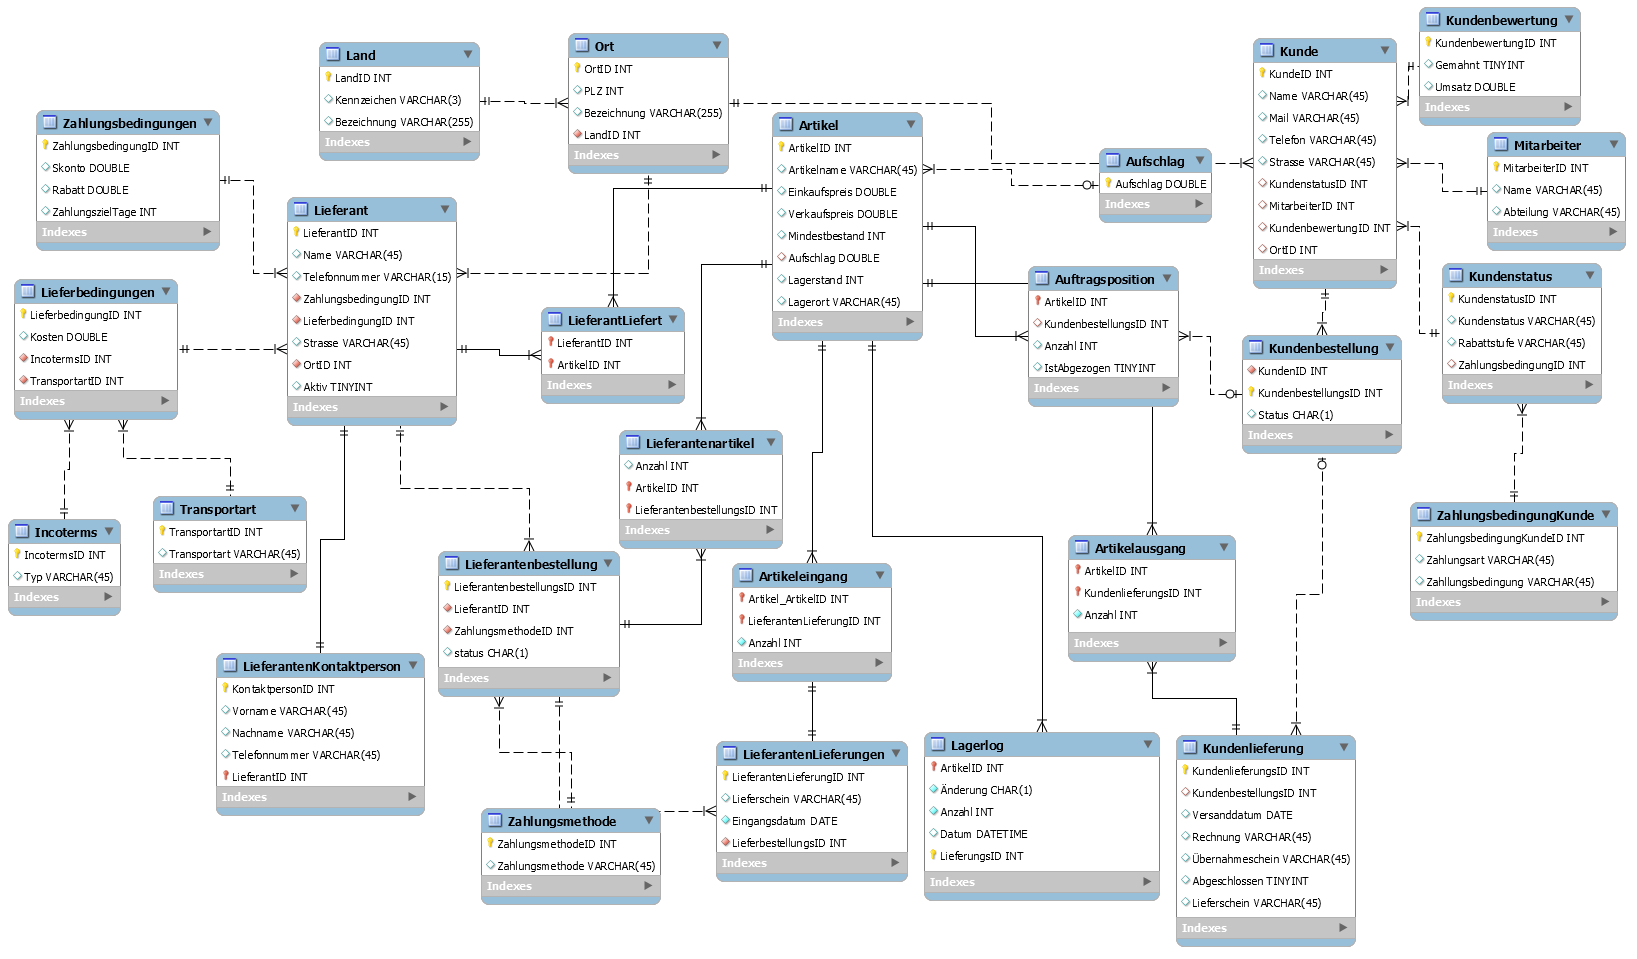 Land
LandID INT
Kennzeichen VARCHAR(3)
Bezeichnung VARCHAR(255)
Indexes
Ort
OrtID INT
PLZ INT
Bezeichnung VARCHAR(255)
LandID INT
Indexes
Kunde
KundeID INT
Name VARCHAR(45)
Mail VARCHAR(45)
Telefon VARCHAR(45)
Strasse VARCHAR(45)
KundenstatusID INT
MitarbeiterID INT
KundenbewertungID INT
OrtID INT
Indexes
Kundenbewertung
KundenbewertungID INT
Gemahnt TINYINT
Umsatz DOUBLE
Indexes
Zahlungsbedingungen
ZahlungsbedingungID INT
Skonto DOUBLE
Rabatt DOUBLE
ZahlungszielTage INT
Indexes
Artikel
ArtikelID INT
Artikelname VARCHAR(45)
Einkaufspreis DOUBLE
Verkaufspreis DOUBLE
Mindestbestand INT
Aufschlag DOUBLE
Lagerstand INT
Lagerort VARCHAR(45)
Indexes
Aufschlag
Aufschlag DOUBLE
Indexes
Mitarbeiter
MitarbeiterID INT
Name VARCHAR(45)
Abteilung VARCHAR(45)
Indexes
Lieferant
LieferantID INT
Name VARCHAR(45)
Telefonnummer VARCHAR(15)
ZahlungsbedingungID INT
LieferbedingungID INT
Strasse VARCHAR(45)
OrtID INT
Aktiv TINYINT
Indexes
Lieferbedingungen
LieferbedingungID INT
Kosten DOUBLE
IncotermsID INT
TransportartID INT
Indexes
LieferantLiefert
LieferantID INT
ArtikelID INT
Indexes
Auftragsposition
ArtikelID INT
KundenbestellungsID INT
Anzahl INT
IstAbgezogen TINYINT
Indexes
Kundenstatus
KundenstatusID INT
Kundenstatus VARCHAR(45)
Rabattstufe VARCHAR(45)
ZahlungsbedingungID INT
Indexes
Kundenbestellung
KundenID INT
KundenbestellungsID INT
Status CHAR(1)
Indexes
Lieferantenartikel
Anzahl INT
ArtikelID INT
LieferantenbestellungsID INT
Indexes
Incoterms
IncotermsID INT
Typ VARCHAR(45)
Indexes
Transportart
TransportartID INT
Transportart VARCHAR(45)
Indexes
Lieferantenbestellung
LieferantenbestellungsID INT
LieferantID INT
ZahlungsmethodeID INT
status CHAR(1)
Indexes
Artikeleingang
Artikel_ArtikelID INT
LieferantenLieferungID INT
Anzahl INT
Indexes
Artikelausgang
ArtikelID INT
KundenlieferungsID INT
Anzahl INT
Indexes
ZahlungsbedingungKunde
ZahlungsbedingungKundeID INT
Zahlungsart VARCHAR(45)
Zahllungsbedingung VARCHAR(45)
Indexes
LieferantenKontaktperson
KontaktpersonID INT
Vorname VARCHAR(45)
Nachname VARCHAR(45)
Telefonnummer VARCHAR(45)
LieferantID INT
Indexes
Zahlungsmethode
ZahlungsmethodeID INT
Zahlungsmethode VARCHAR(45)
Indexes
LieferantenLieferungen
LieferantenLieferungID INT
Lieferschein VARCHAR(45)
Eingangsdatum DATE
LieferbestellungsID INT
Indexes
Lagerlog
ArtikelID INT
Änderung CHAR(1)
Anzahl INT
Datum DATETIME
LieferungsID INT
Indexes
Kundenlieferung
KundenlieferungsID INT
KundenbestellungsID INT
Versanddatum DATE
Rechnung VARCHAR(45)
Übernahmeschein VARCHAR(45)
Abgeschlossen TINYINT
Lieferschein VARCHAR(45)
Indexes